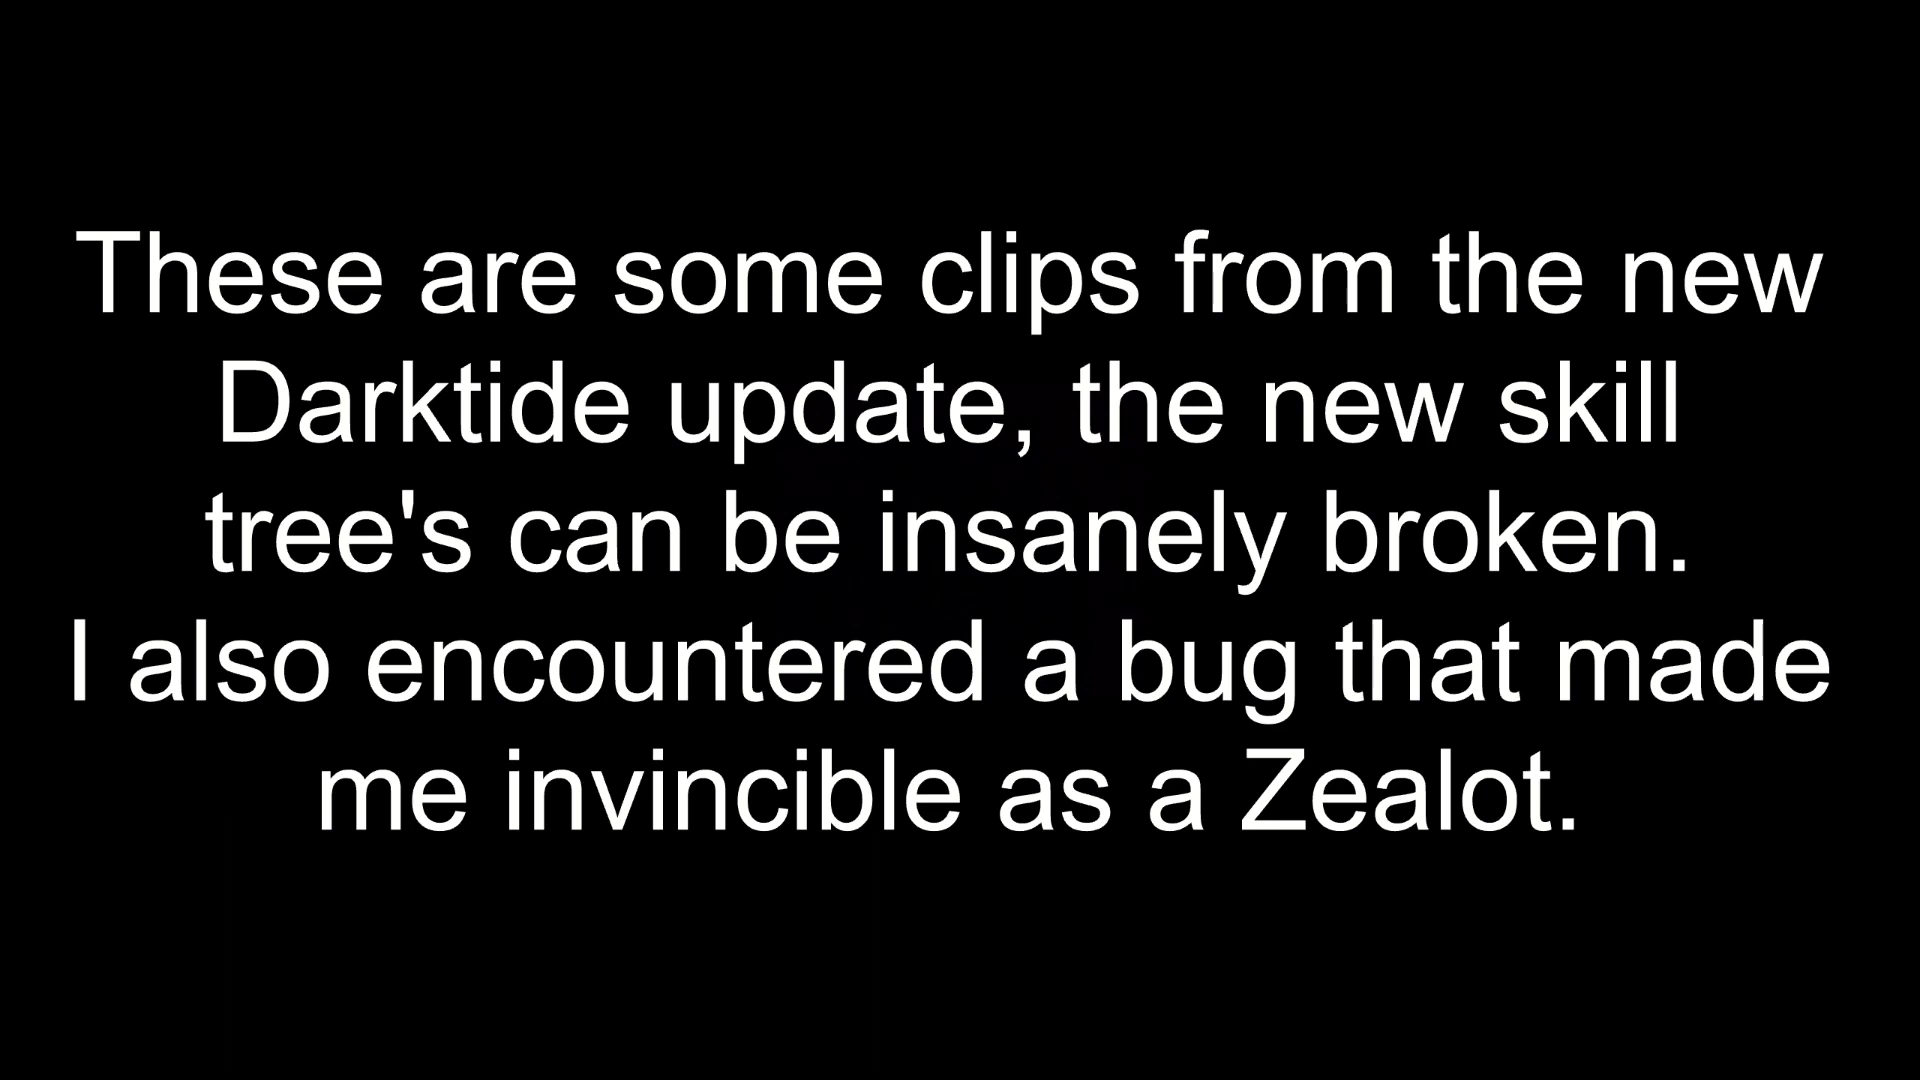 These are some clips from the new
Darktide update, the new skill
tree's can be insanely broken.
I also encountered a bug that made
me invincible as a Zealot.